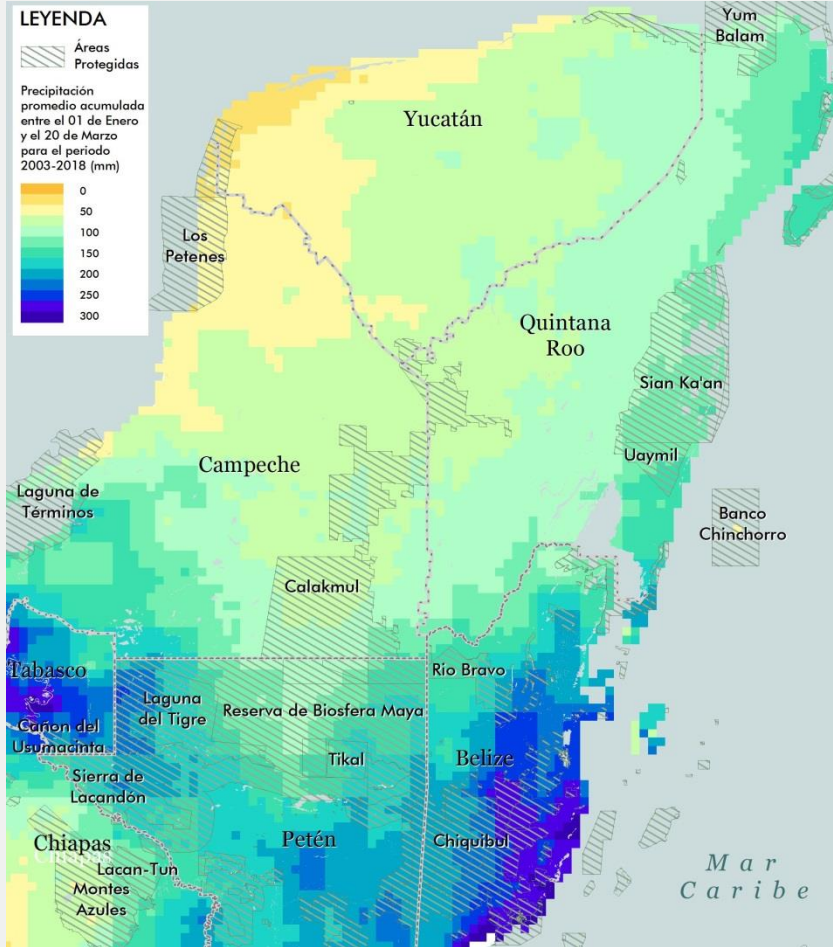 LEYENDA
Áreas
Protegidas
Precipitación
promedio acumulada
entre el 01 de Enero
y el 20 de Marzo
para el periodo
2003-2018 (mm)
0
50
100
150
200
250
300
Yum
Balam
Yucatán
Los
Petenes
Quintana
Roo
Sian Ka'an
Uaymil
Campeche
Laguna de
Términos
Banco
Chinchorro
Calakmul
Tabasco
Rio Bravo
Laguna
del Tigre
Reserva de Biosfera Maya
Cañon del
Usumacinta
Tikal
Belize
Sierra de
Lacandón
Chiapas
Chiapas
Petén
Chiquibul
Lacan-Tun
Montes
Azules
Mar
Caribe